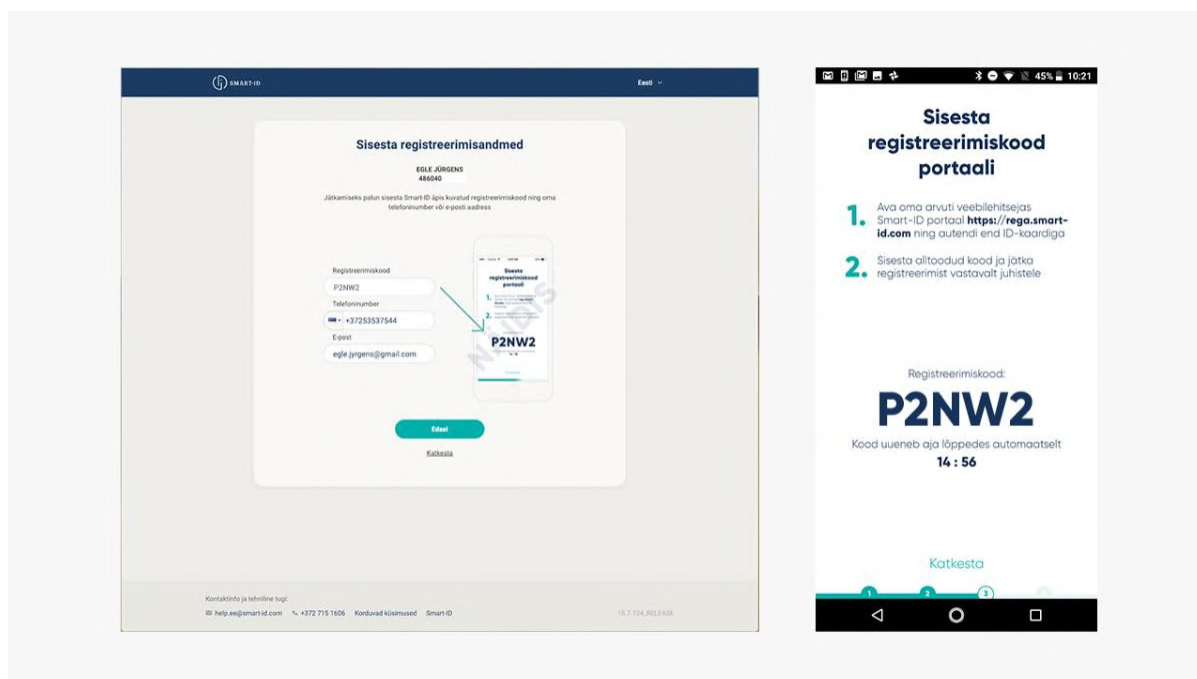 SMART-ID
Eesti
Sisesta registreerimisandmed
EGLE JÜRGENS
486040
Jätkamiseks palun sisesta Smart-ID äpis kuvatud registreerimiskood ning oma
telefoninumber või e-posti aadress
Registreerimiskood
P2NW2
Telefoninumber
+37253537544
E-post
egle.jyrgens@gmail.com
Sisesta
registreerimiskood
portaali
1.
2.
P2NW2
NÄIDIS
Edasi
Katkesta
Kontaktinfo ja tehniline tugi:
help.ee@smart-id.com +372 715 1606 Korduvad küsimused Smart-ID
45% 10:21
Sisesta
registreerimiskood
portaali
1. Ava oma arvuti veebilehitsejas
Smart-ID portaal https://rega.smart-
id.com ning autendi end ID-kaardiga
2. Sisesta alltoodud kood ja jätka
registreerimist vastavalt juhistele
Registreerimiskood:
P2NW2
Kood uueneb aja lõppedes automaatselt
14 : 56
Katkesta
1 2 3